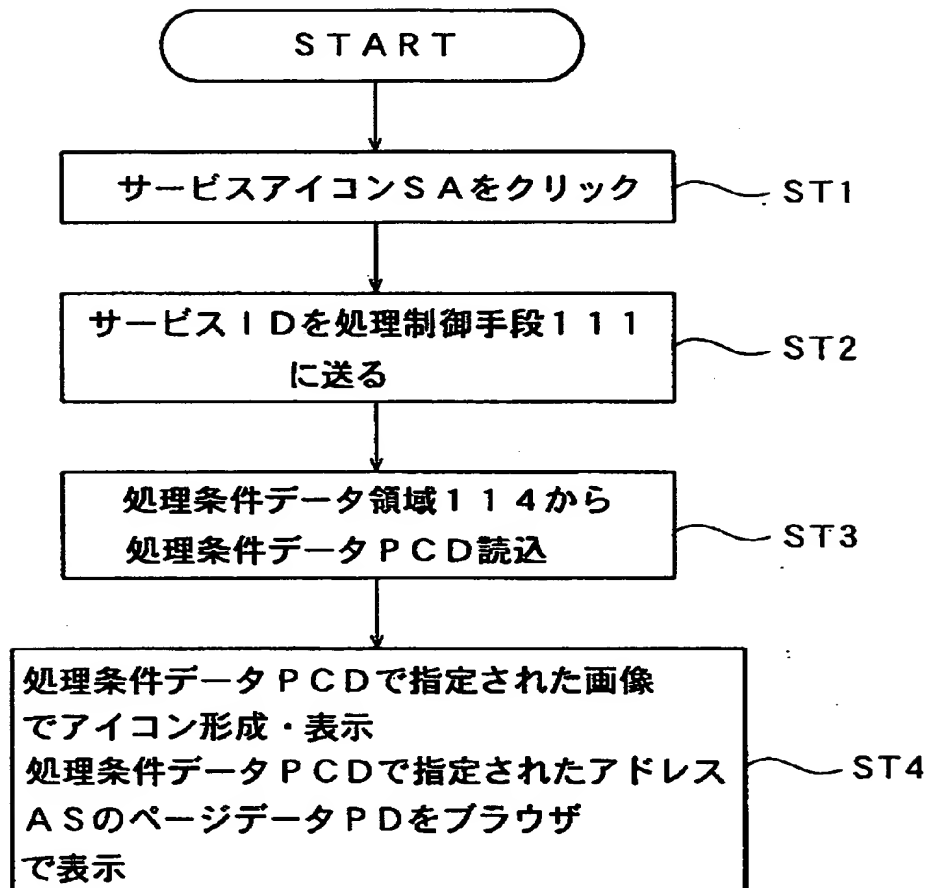 ＳＴＡＲＴ
サービスアイコンＳＡをクリック
ST1
サービスＩＤを処理制御手段１１１
に送る
ST2
処理条件データ領域１１４から
処理条件データＰＣＤ読込
ST3
処理条件データＰＣＤで指定された画像
でアイコン形成・表示
処理条件データＰＣＤで指定されたアドレス
ＡＳのページデータＰＤをブラウザ
で表示
ST4